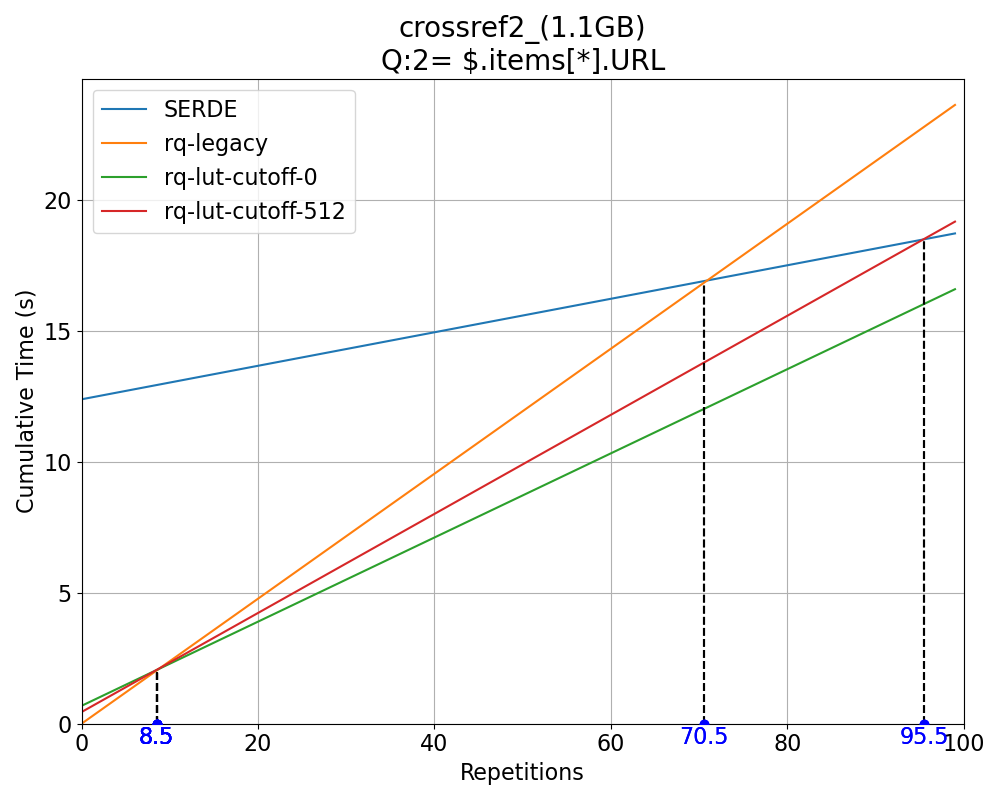 crossref2_(1.1GB)
Q:2= $.items[*].URL
SERDE
rq-legacy
rq-lut-cutoff-0
rq-lut-cutoff-512
Cumulative Time (s)
20
15
10
5
0
0 20 40 60 80 100
8.5 70.5 95.5
Repetitions